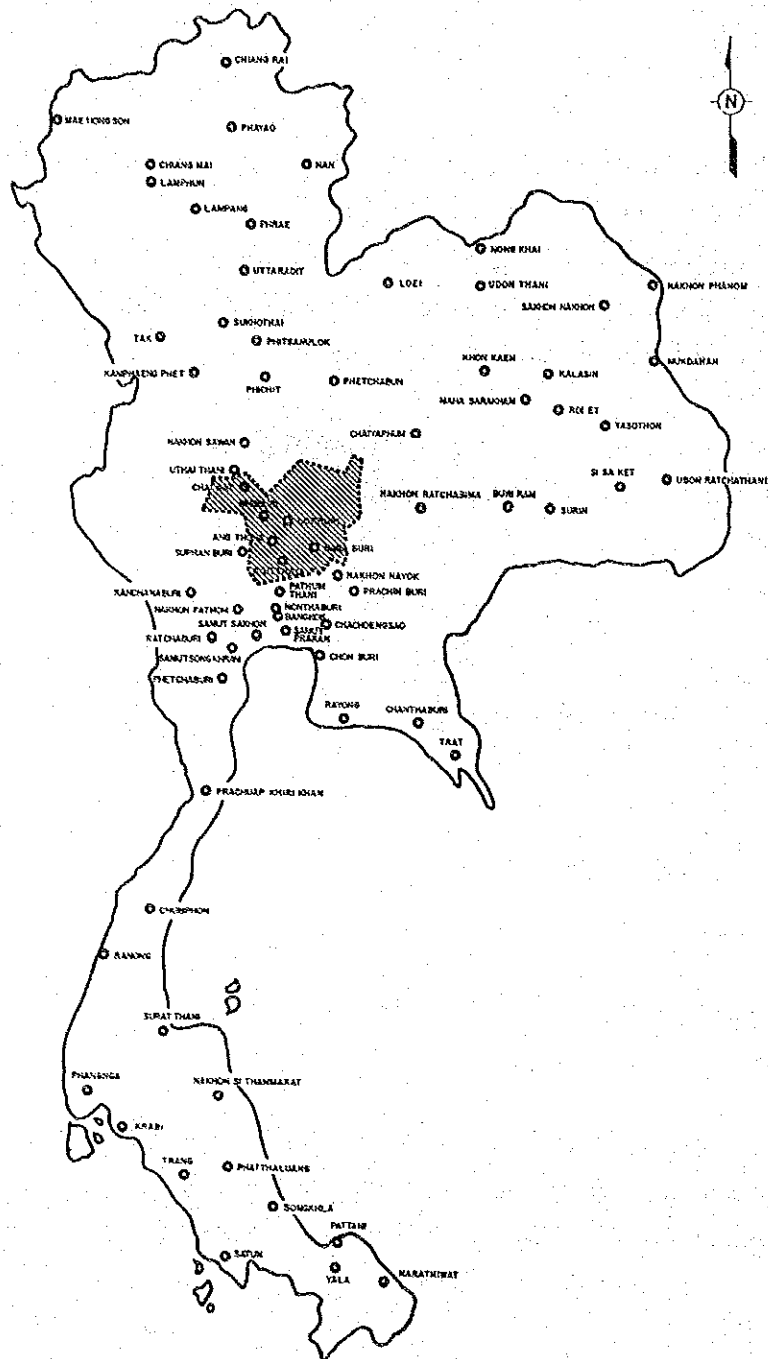 CHIANG RAI
N
MAE HONG SON
PHAYAO
CHIANG MAI
NAN
LAMPHUN
LAMPANG
PHRAE
NONG KHAI
UTTARADIT
LOEI
UDON THANI
NAKHON PHANOM
SAKHON NAKHON
SUKHOTHAI
TAK
PHITSANULOK
MUKDAHAN
KHON KAEN
KALASIN
KANPHAENG PHET
PHICHIT
PHETCHABUN
MAHA SARAKHAM
ROI ET
YASOTHON
CHAIYAPHUM
NAKHON SAWAN
UTHAI THANI
SI SA KET
UBON RATCHATHANI
NAKHON RATCHASIMA
BURI RAM
SURIN
ANG THONG
SUPHAN BURI
NAKHON NAYOK
KANCHANABURI
PATHUM
THANI
PRACHIN BURI
NAKHON PATHOM
NONTHABURI
BANGKOK
SAMUT SAKHON
SAMUT
PRAKAN
CHACHOENGSAO
RATCHABURI
SAMUTSONGKHRAM
CHON BURI
PHETCHABURI
RAYONG
CHANTHABURI
TRAT
PRACHUAP KHIRI KHAN
CHUMPHON
RANONG
SURAT THANI
PHANGNGA
NAKHON SI THAMMARAT
KRABI
TRANG
PHATTHALUNG
SONGKHLA
PATTANI
SATUN
YALA
NARATHIWAT